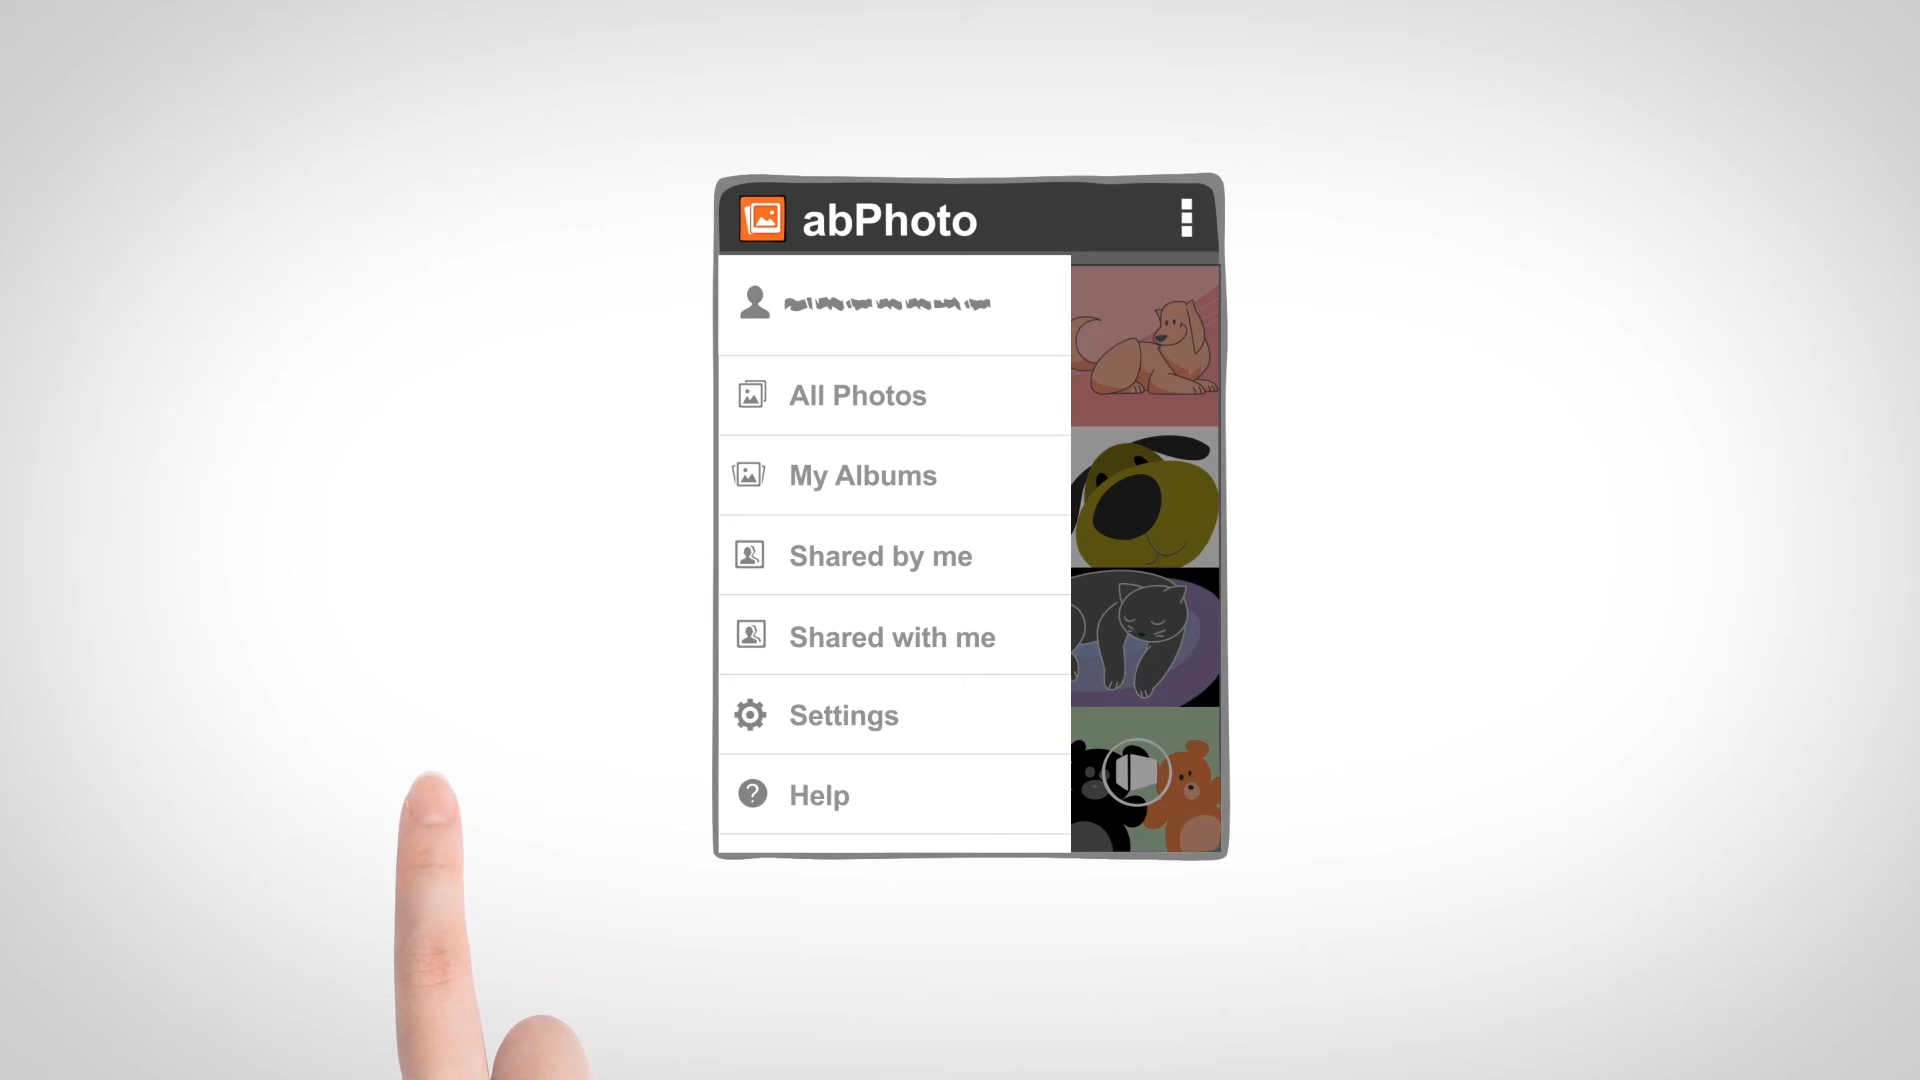 abPhoto
All Photos
My Albums
Shared by me
Shared with me
Settings
Help